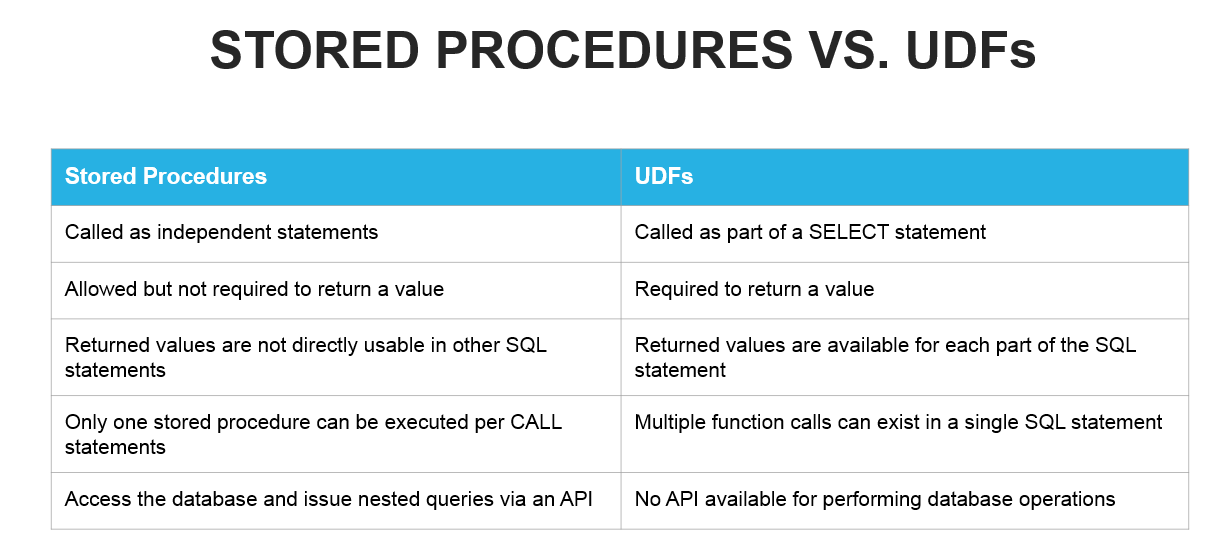 STORED PROCEDURES VS. UDFs
Stored Procedures
UDFs
Called as independent statements
Called as part of a SELECT statement
Allowed but not required to return a value
Required to return a value
Returned values are not directly usable in other SQL
statements
Returned values are available for each part of the SQL
statement
Only one stored procedure can be executed per CALL
statements
Multiple function calls can exist in a single SQL statement
Access the database and issue nested queries via an API
No API available for performing database operations